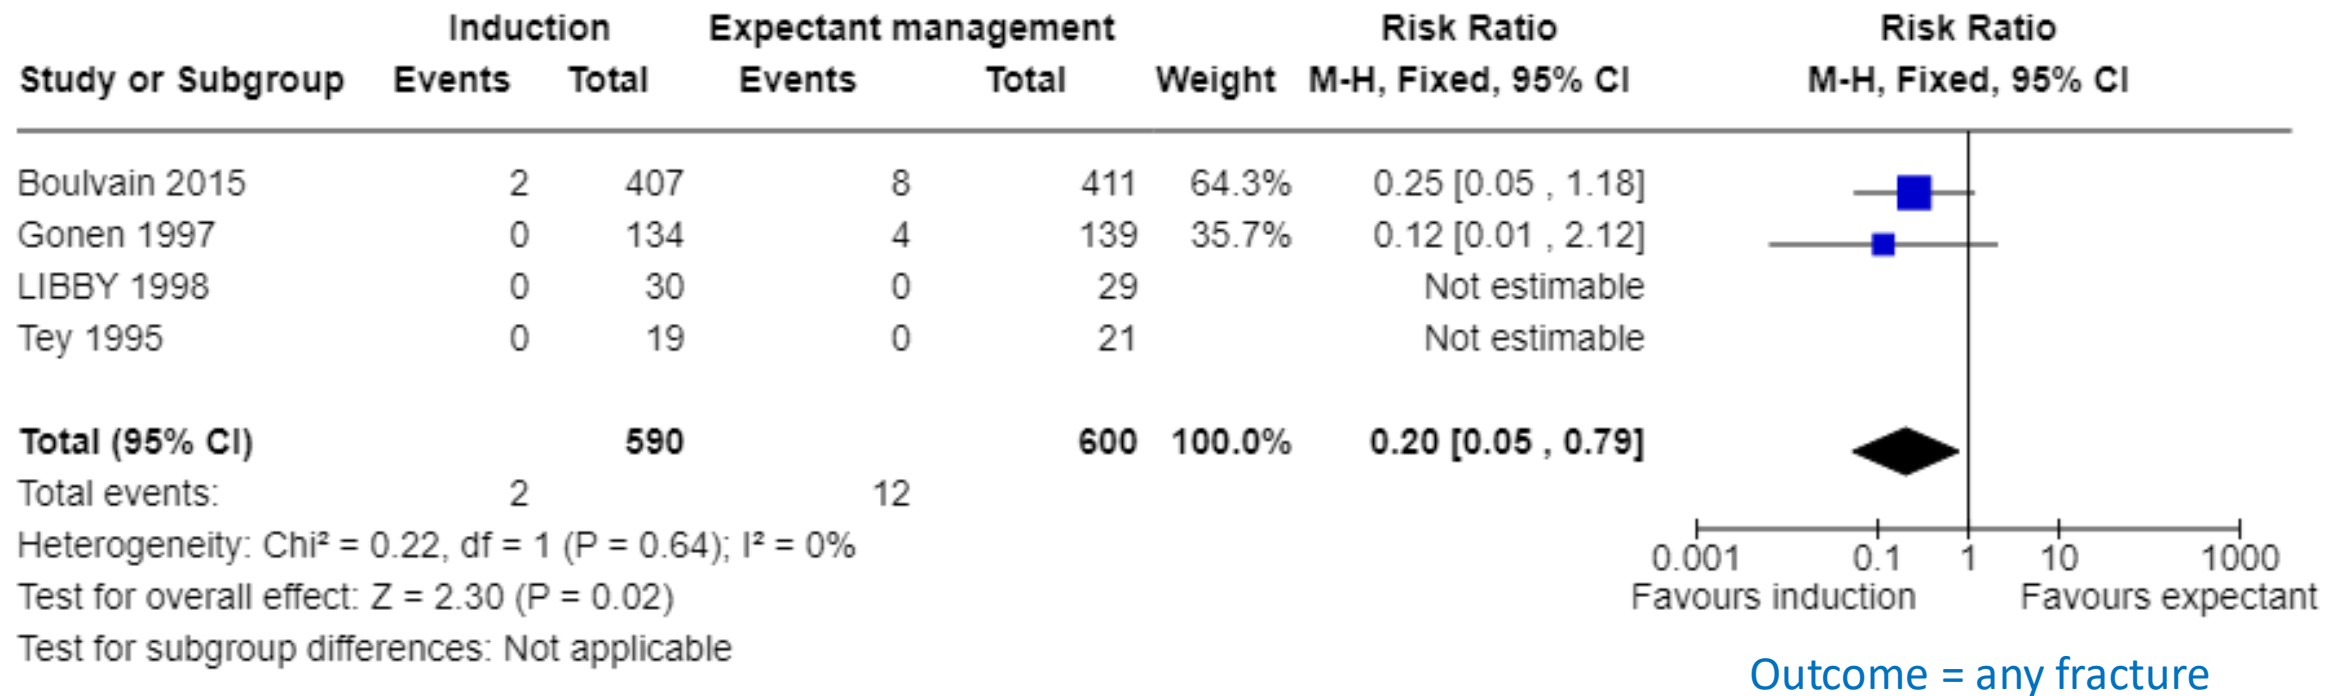 Induction Expectant management Risk Ratio Risk Ratio
Study or Subgroup Events Total Events Total Weight M-H, Fixed, 95% CI M-H, Fixed, 95% CI
Boulvain 2015 2 407 8 411 64.3% 0.25 [0.05 , 1.18]
Gonen 1997 0 134 4 139 35.7% 0.12 [0.01 , 2.12]
LIBBY 1998 0 30 0 29 Not estimable
Tey 1995 0 19 0 21 Not estimable
Total (95% CI) 590 600 100.0% 0.20 [0.05 , 0.79]
Total events: 2 12
Heterogeneity: Chi² = 0.22, df = 1 (P = 0.64); I² = 0%
0.001 0.1 1 10 1000
Test for overall effect: Z = 2.30 (P = 0.02)
Favours induction Favours expectant
Test for subgroup differences: Not applicable
Outcome = any fracture